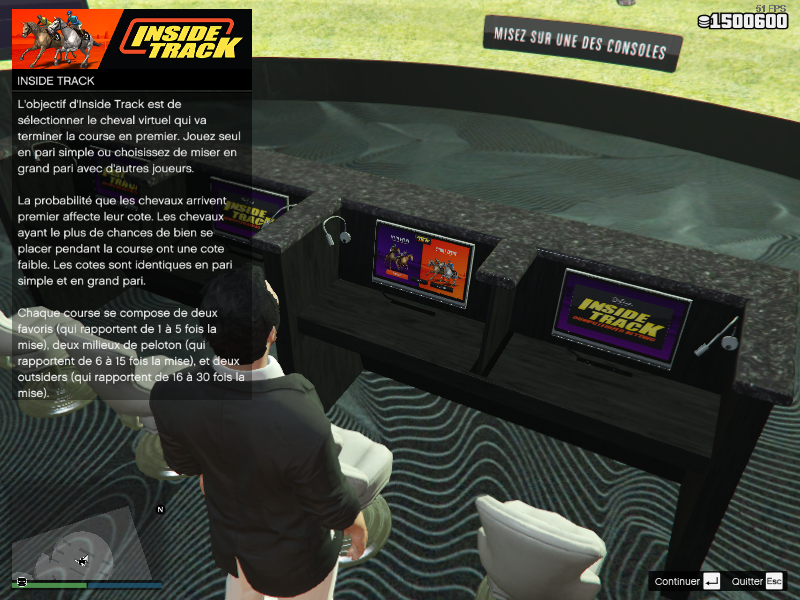 INSIDE
TRACK
INSIDE TRACK
L'objectif d'Inside Track est de
sélectionner le cheval virtuel qui va
terminer la course en premier. Jouez seul
en pari simple ou choisissez de miser en
grand pari avec d'autres joueurs.
La probabilité que les chevaux arrivent
premier affecte leur cote. Les chevaux
ayant le plus de chances de bien se
placer pendant la course ont une cote
faible. Les cotes sont identiques en pari
simple et en grand pari.
Chaque course se compose de deux
favoris (qui rapportent de 1 à 5 fois la
mise), deux milieux de peloton (qui
rapportent de 6 à 15 fois la mise), et deux
outsiders (qui rapportent de 16 à 30 fois la
mise).
51 FPS
1500600
MISEZ SUR UNE DES CONSOLES
INSIDE
TRACK
INSIDE
TRACK
N
Continuer
Quitter Esc